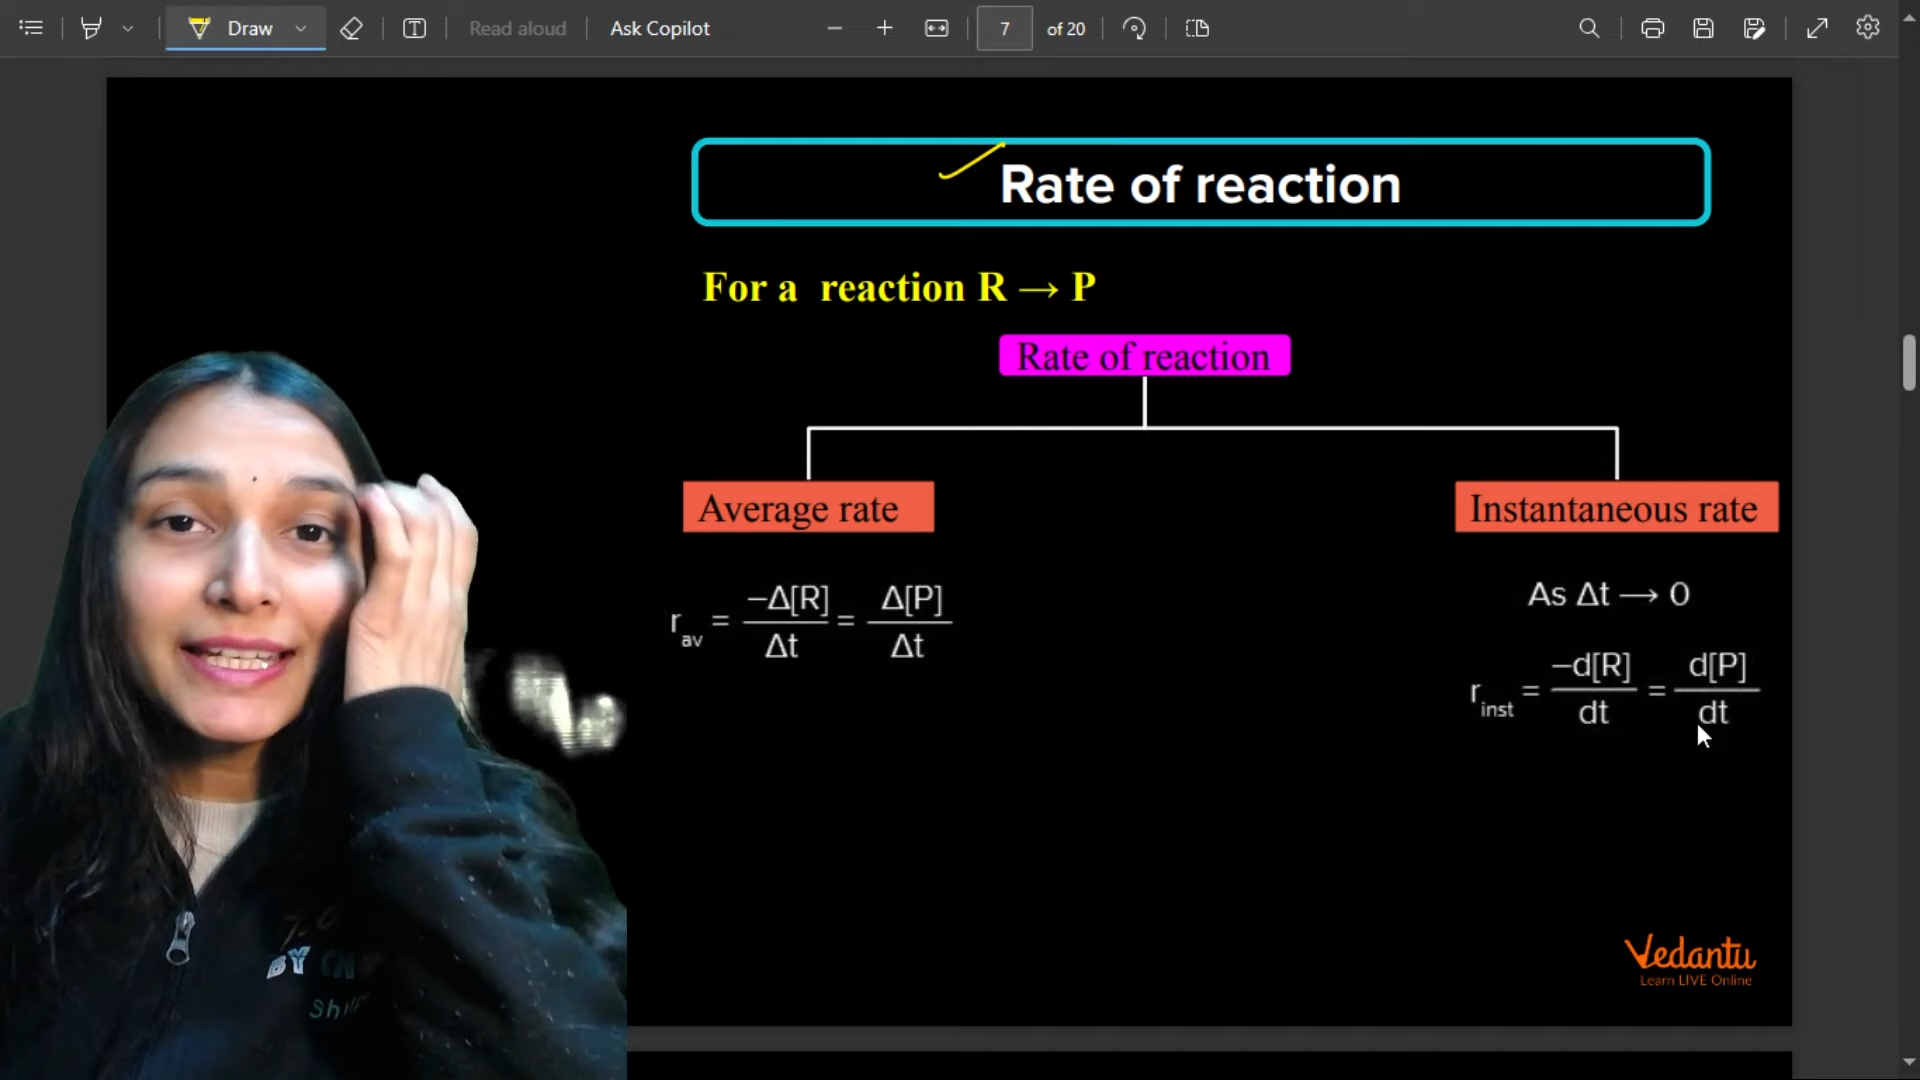 Draw
Read aloud
Ask Copilot
7 of 20
Rate of reaction
For a reaction R → P
Rate of reaction
Average rate
Instantaneous rate
r_av = −Δ[R]/Δt = Δ[P]/Δt
As Δt → 0
r_inst = −d[R]/dt = d[P]/dt
BY
Vedantu
Learn LIVE Online